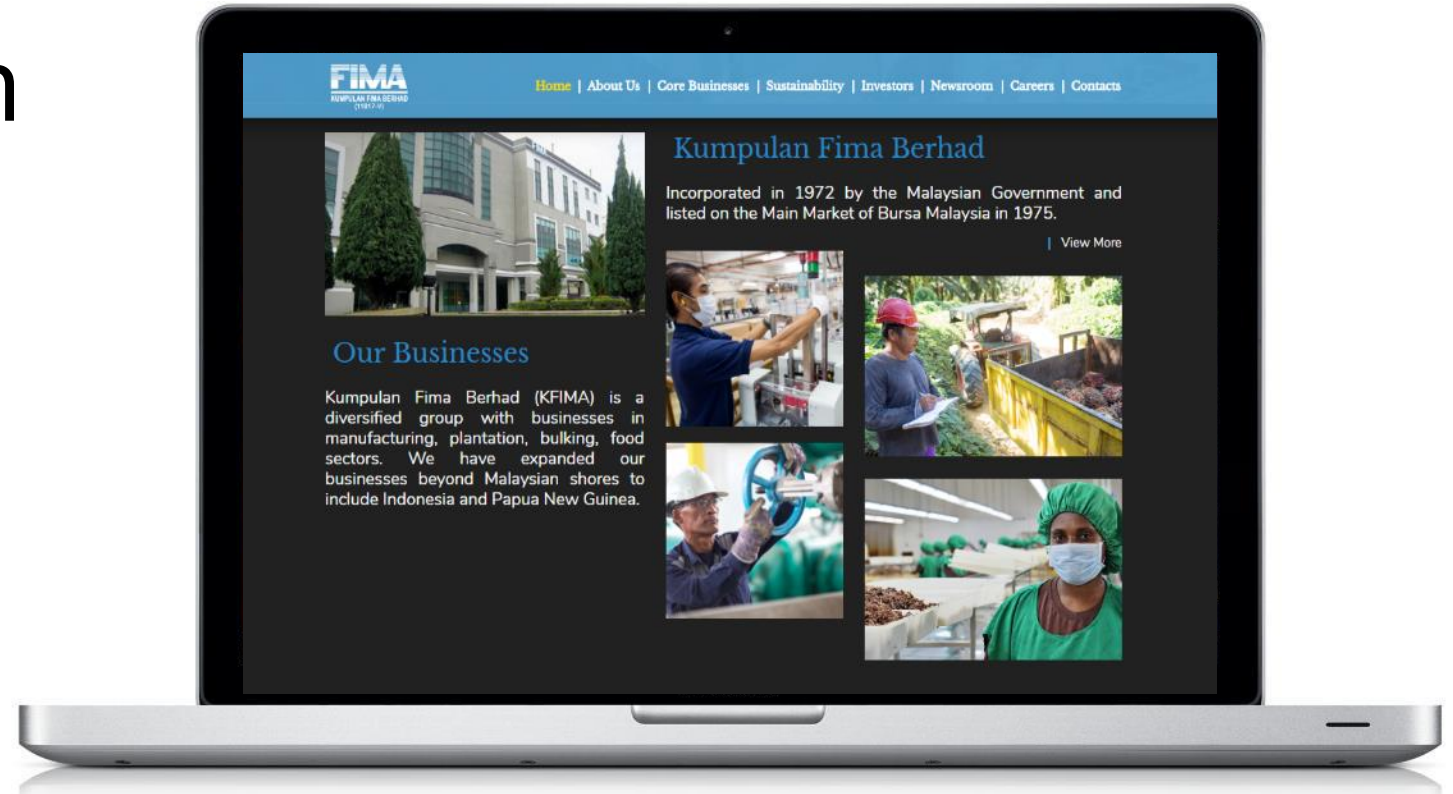 n
FIMA
KUMPULAN FIMA BERHAD
(11817-V)
Home | About Us | Core Businesses | Sustainability | Investors | Newsroom | Careers | Contacts
Kumpulan Fima Berhad
Incorporated in 1972 by the Malaysian Government and
listed on the Main Market of Bursa Malaysia in 1975.
| View More
Our Businesses
Kumpulan Fima Berhad (KFIMA) is a
diversified group with businesses in
manufacturing, plantation, bulking, food
sectors. We have expanded our
businesses beyond Malaysian shores to
include Indonesia and Papua New Guinea.